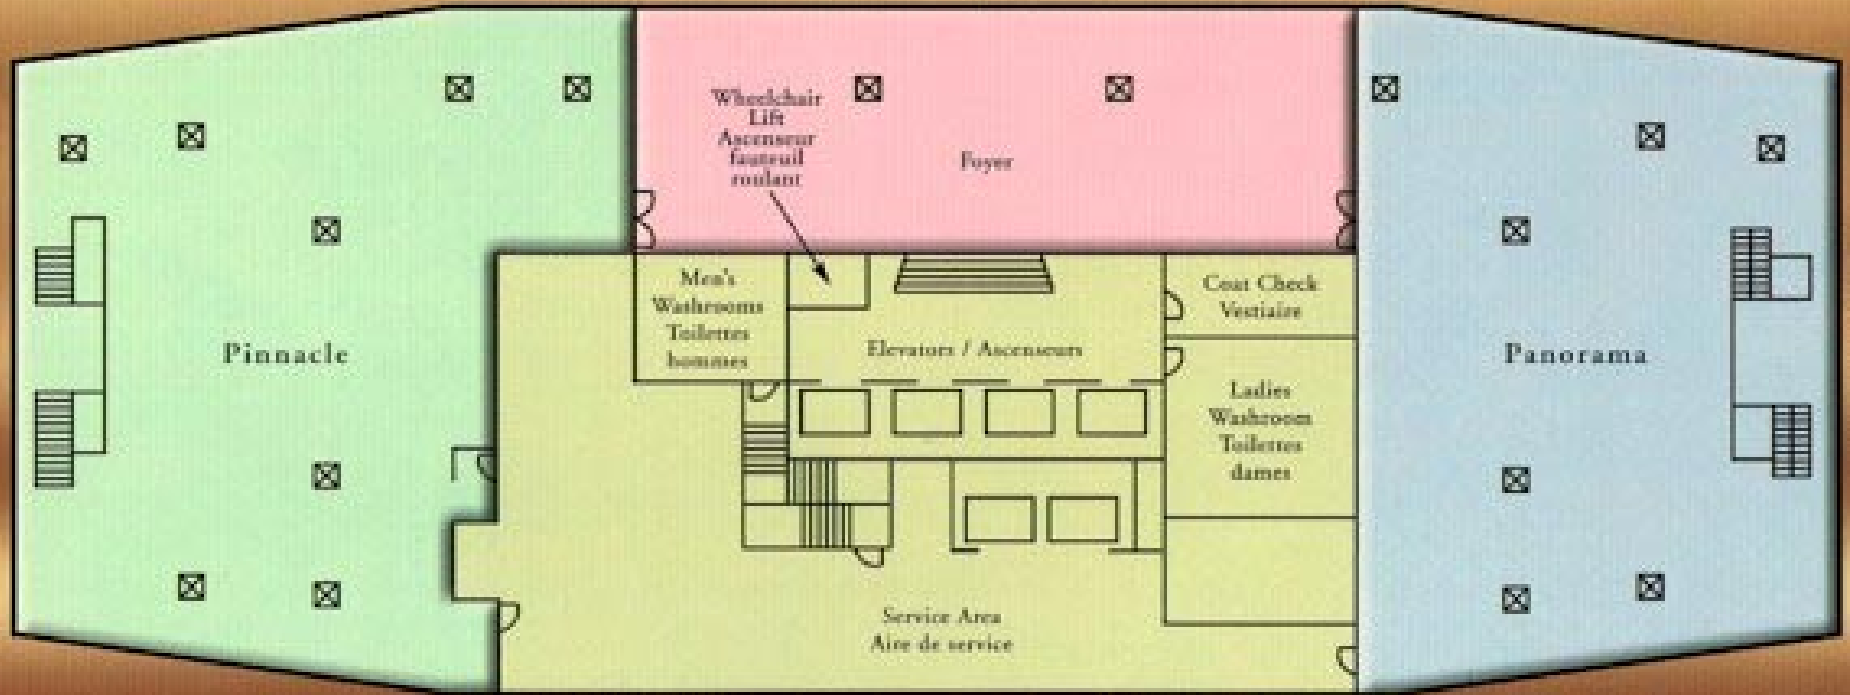 Wheelchair
Lift
Ascenseur
fauteuil
roulant
Foyer
Men's
Washrooms
Toilettes
hommes
Coat Check
Vestiaire
Elevators / Ascenseurs
Pinnacle
Panorama
Ladies
Washroom
Toilettes
dames
Service Area
Aire de service